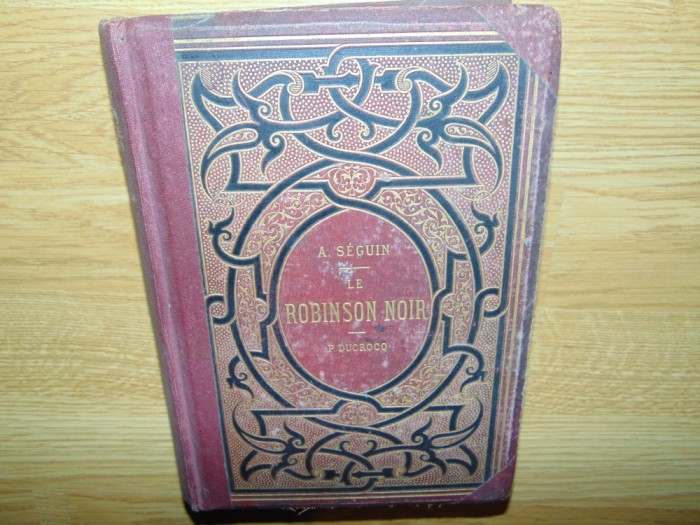 A. SÉGUIN
LE
ROBINSON NOIR
P. DUCROCQ